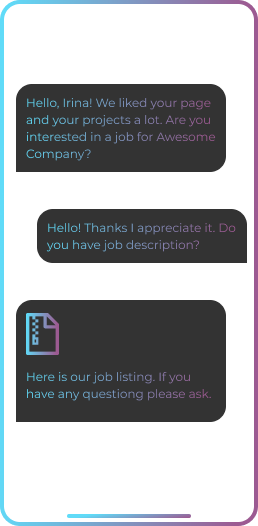 Hello, Irina! We liked your page
and your projects a lot. Are you
interested in a job for Awesome
Company?
Hello! Thanks I appreciate it. Do
you have job description?
Here is our job listing. If you
have any questiong please ask.